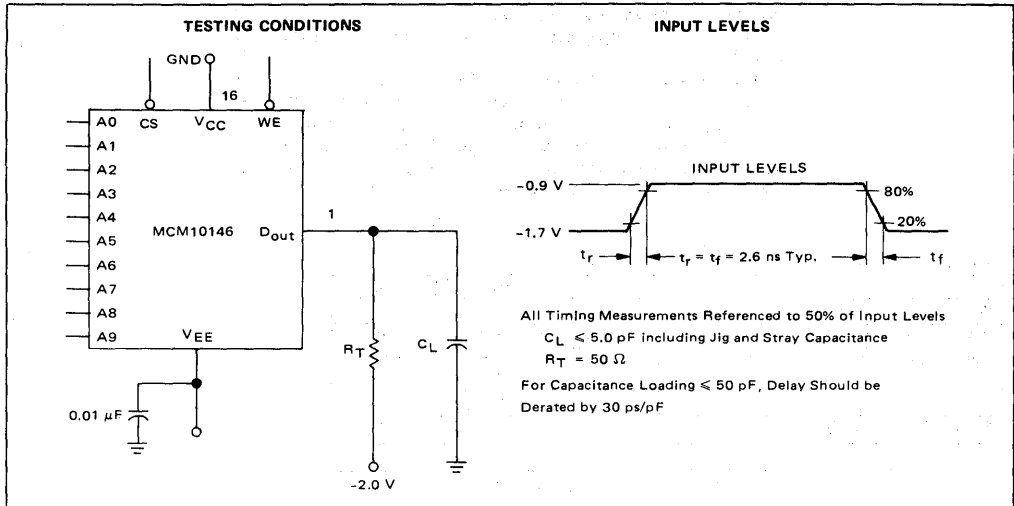 TESTING CONDITIONS
INPUT LEVELS
GND
16
CS
VCC
WE
A0
A1
A2
A3
A4
A5
A6
A7
A8
A9
MCM10146
Dout
1
VEE
0.01 μF
RT
CL
-2.0 V
INPUT LEVELS
-0.9 V
80%
-1.7 V
20%
tr
tr = tf = 2.6 ns Typ.
tf
All Timing Measurements Referenced to 50% of Input Levels
CL ≤ 5.0 pF including Jig and Stray Capacitance
RT = 50 Ω
For Capacitance Loading ≤ 50 pF, Delay Should be
Derated by 30 ps/pF